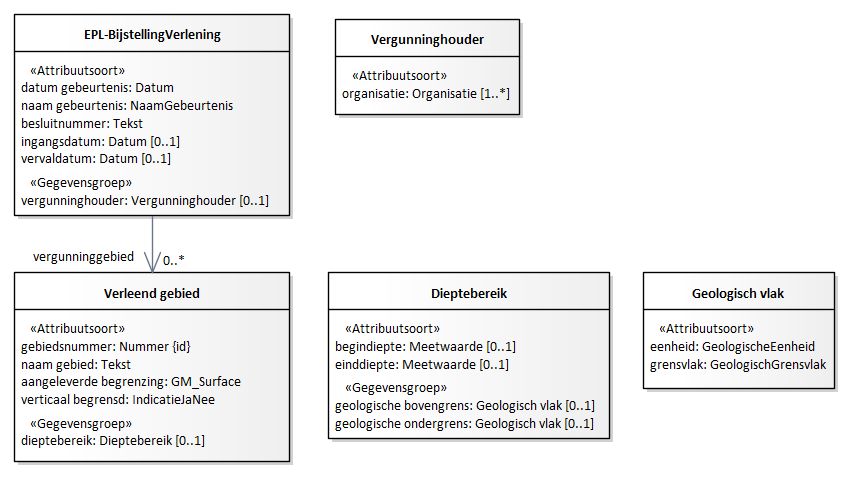 EPL-BijstellingVerlening
«Attribuutsoort»
datum gebeurtenis: Datum
naam gebeurtenis: NaamGebeurtenis
besluitnummer: Tekst
ingangsdatum: Datum [0..1]
vervaldatum: Datum [0..1]
«Gegevensgroep»
vergunninghouder: Vergunninghouder [0..1]
Vergunninghouder
«Attribuutsoort»
organisatie: Organisatie [1..*]
vergunninggebied
0..*
Verleend gebied
«Attribuutsoort»
gebiedsnummer: Nummer {id}
naam gebied: Tekst
aangeleverde begrenzing: GM_Surface
verticaal begrensd: IndicatieJaNee
«Gegevensgroep»
dieptebereik: Dieptebereik [0..1]
Dieptebereik
«Attribuutsoort»
begindiepte: Meetwaarde [0..1]
einddiepte: Meetwaarde [0..1]
«Gegevensgroep»
geologische bovengrens: Geologisch vlak [0..1]
geologische ondergrens: Geologisch vlak [0..1]
Geologisch vlak
«Attribuutsoort»
eenheid: GeologischeEenheid
grensvlak: GeologischGrensvlak